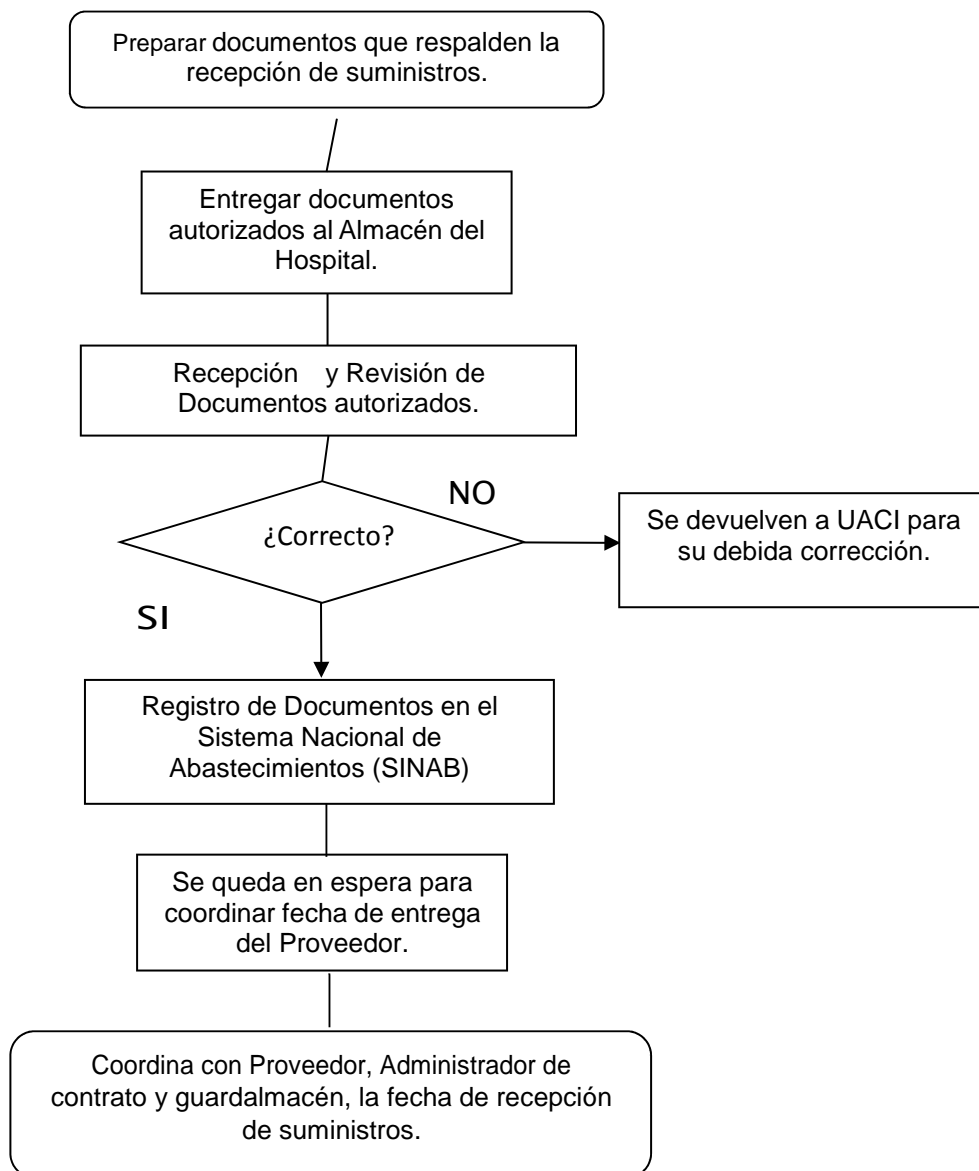 Preparar documentos que respalden la
recepción de suministros.
Entregar documentos
autorizados al Almacén del
Hospital.
Recepción y Revisión de
Documentos autorizados.
¿Correcto?
NO
Se devuelven a UACI para
su debida corrección.
SI
Registro de Documentos en el
Sistema Nacional de
Abastecimientos (SINAB)
Se queda en espera para
coordinar fecha de entrega
del Proveedor.
Coordina con Proveedor, Administrador de
contrato y guardalmacén, la fecha de recepción
de suministros.